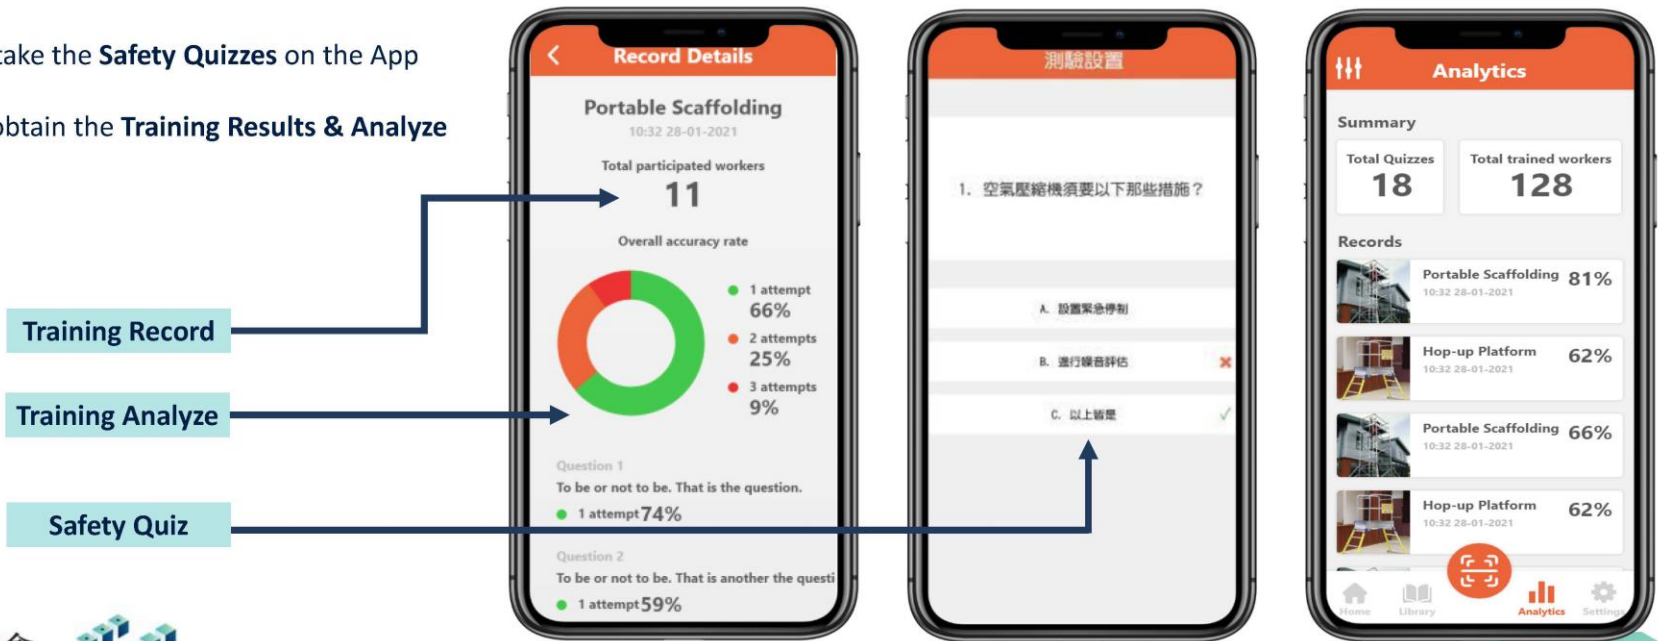 take the Safety Quizzes on the App
obtain the Training Results & Analyze
Training Record
Training Analyze
Safety Quiz
Record Details
Portable Scaffolding
10:32 28-01-2021
Total participated workers
11
Overall accuracy rate
1 attempt
66%
2 attempts
25%
3 attempts
9%
Question 1
To be or not to be. That is the question.
1 attempt 74%
Question 2
To be or not to be. That is another the questi
1 attempt 59%
測驗設置
1. 空氣壓縮機須要以下那些措施？
A. 設置緊急停制
B. 進行噪音評估
C. 以上皆是
Analytics
Summary
Total Quizzes
18
Total trained workers
128
Records
Portable Scaffolding 81%
10:32 28-01-2021
Hop-up Platform 62%
10:32 28-01-2021
Portable Scaffolding 66%
10:32 28-01-2021
Hop-up Platform 62%
10:32 28-01-2021
Home
Library
Analytics
Settings